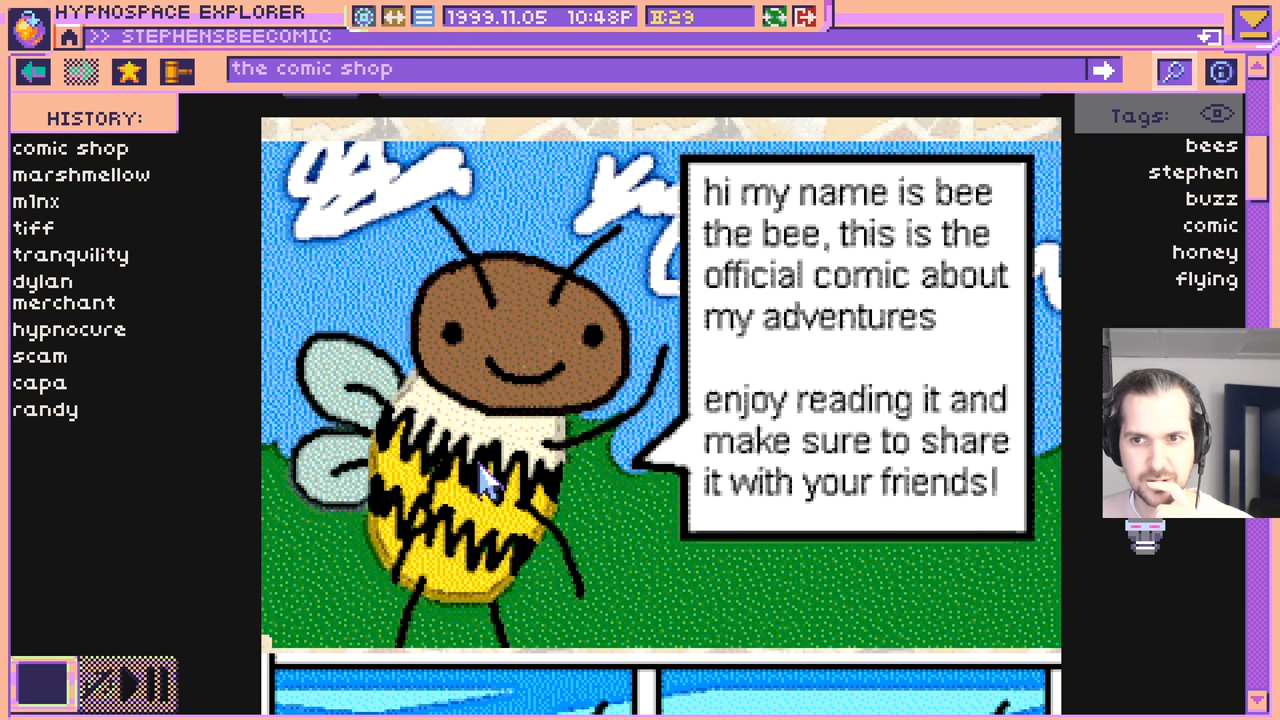 HYPNOSPACE EXPLORER
1999.11.05 10:48P
29
>> STEPHENSBEECOMIC
the comic shop
HISTORY:
comic shop
marshmellow
m1nx
tiff
tranquility
dylan
merchant
hypnocure
scam
capa
randy
hi my name is bee
the bee, this is the
official comic about
my adventures
enjoy reading it and
make sure to share
it with your friends!
Tags:
bees
stephen
buzz
comic
honey
flying